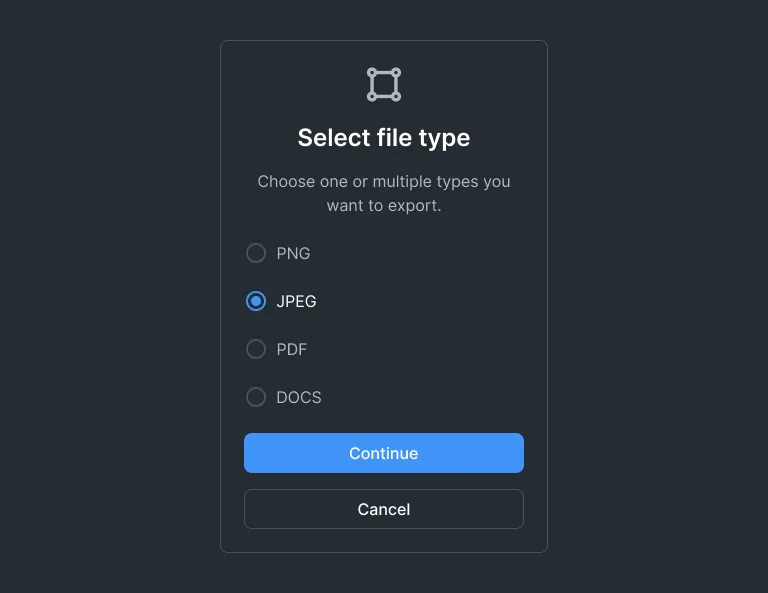 Select file type
Choose one or multiple types you
want to export.
PNG
JPEG
PDF
DOCS
Continue
Cancel